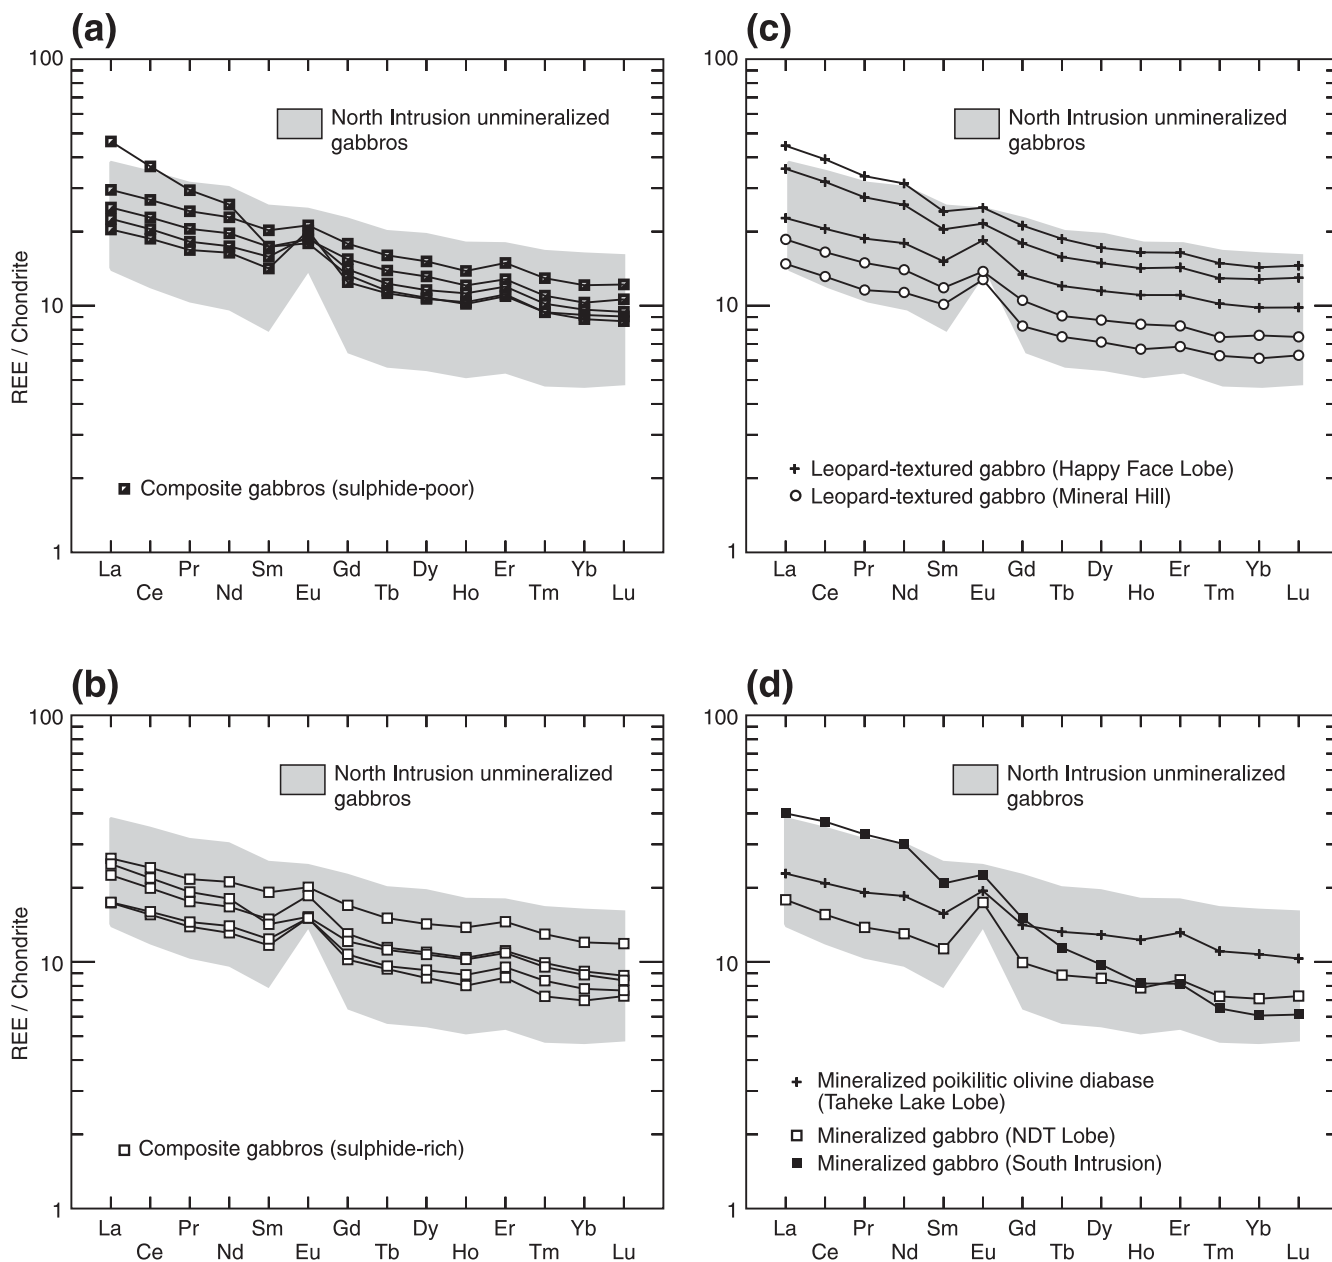 (a)
100
10
1
REE / Chondrite
North Intrusion unmineralized
gabbros
Composite gabbros (sulphide-poor)
La Pr Sm Gd Dy Er Yb
Ce Nd Eu Tb Ho Tm Lu
(c)
100
10
1
North Intrusion unmineralized
gabbros
Leopard-textured gabbro (Happy Face Lobe)
Leopard-textured gabbro (Mineral Hill)
La Pr Sm Gd Dy Er Yb
Ce Nd Eu Tb Ho Tm Lu
(b)
100
10
1
REE / Chondrite
North Intrusion unmineralized
gabbros
Composite gabbros (sulphide-rich)
La Pr Sm Gd Dy Er Yb
Ce Nd Eu Tb Ho Tm Lu
(d)
100
10
1
North Intrusion unmineralized
gabbros
Mineralized poikilitic olivine diabase
(Taheke Lake Lobe)
Mineralized gabbro (NDT Lobe)
Mineralized gabbro (South Intrusion)
La Pr Sm Gd Dy Er Yb
Ce Nd Eu Tb Ho Tm Lu